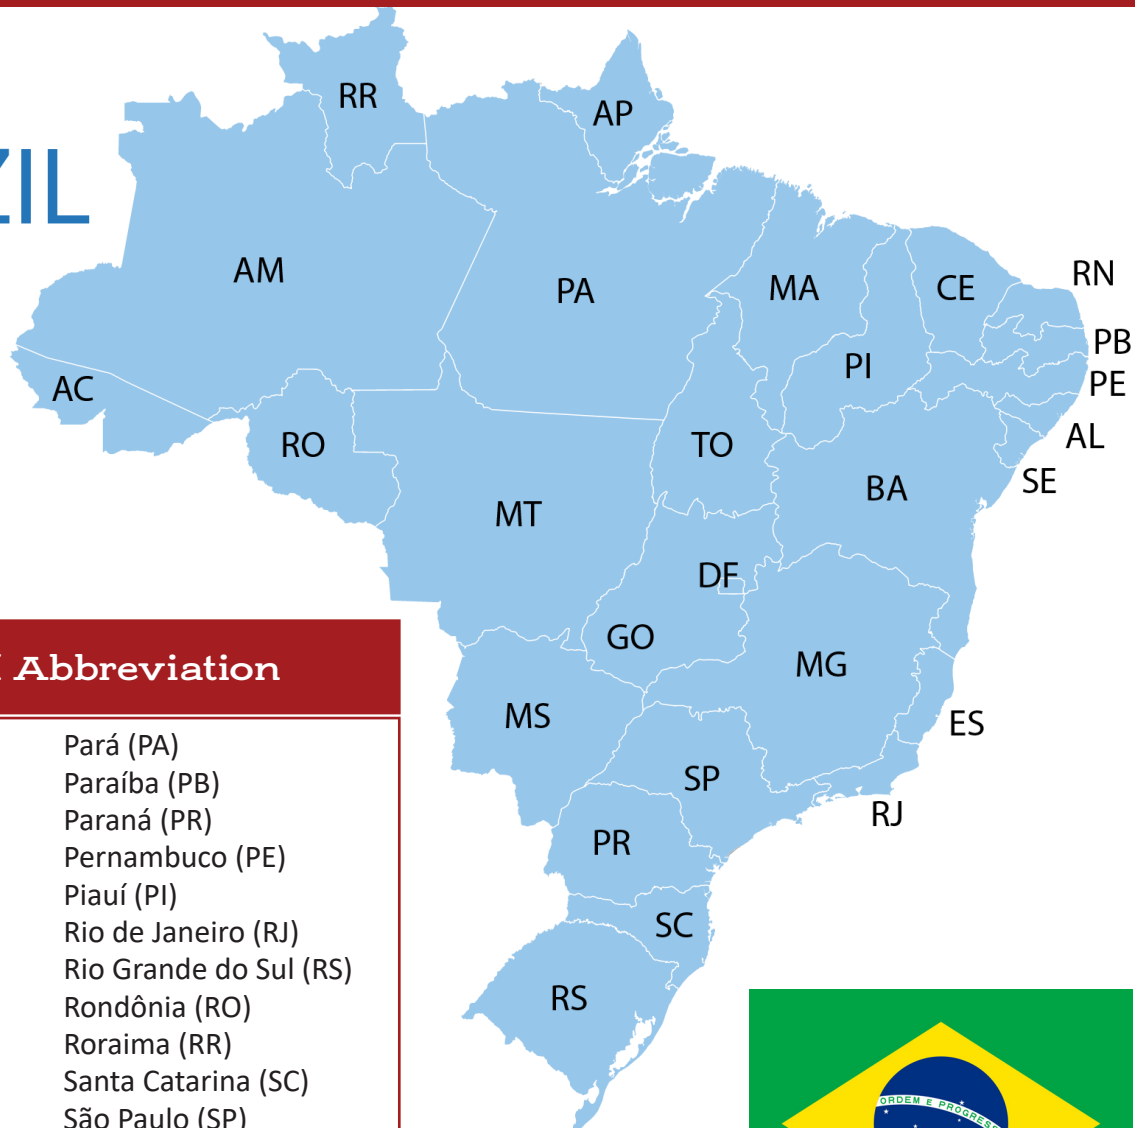 RR
AP
ZIL
AM
PA
MA
CE
RN
PB
PI
PE
AC
RO
TO
AL
BA
SE
MT
DF
GO
MG
Abbreviation
MS
ES
Pará (PA)
Paraíba (PB)
SP
Paraná (PR)
RJ
PR
Pernambuco (PE)
Piauí (PI)
SC
Rio de Janeiro (RJ)
Rio Grande do Sul (RS)
RS
Rondônia (RO)
Roraima (RR)
Santa Catarina (SC)
São Paulo (SP)
ORDEM E PROGRES